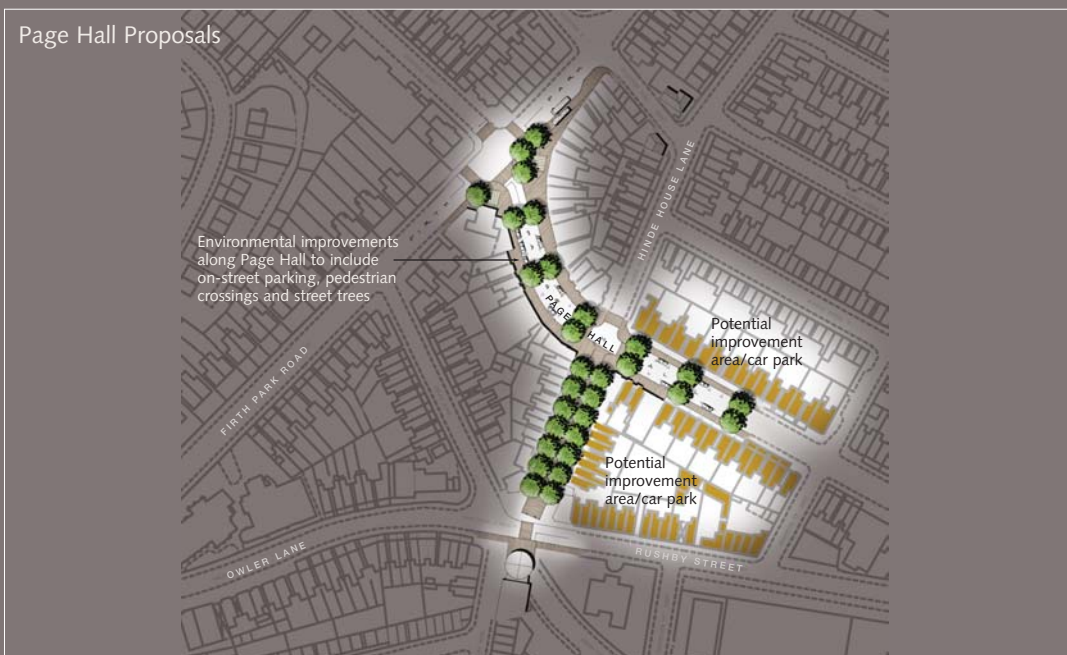 Page Hall Proposals
Environmental improvements
along Page Hall to include
on-street parking, pedestrian
crossings and street trees
HINDE HOUSE LANE
PAGE HALL
Potential
improvement
area/car park
FIRTH PARK ROAD
Potential
improvement
area/car park
OWLER LANE
RUSHBY STREET